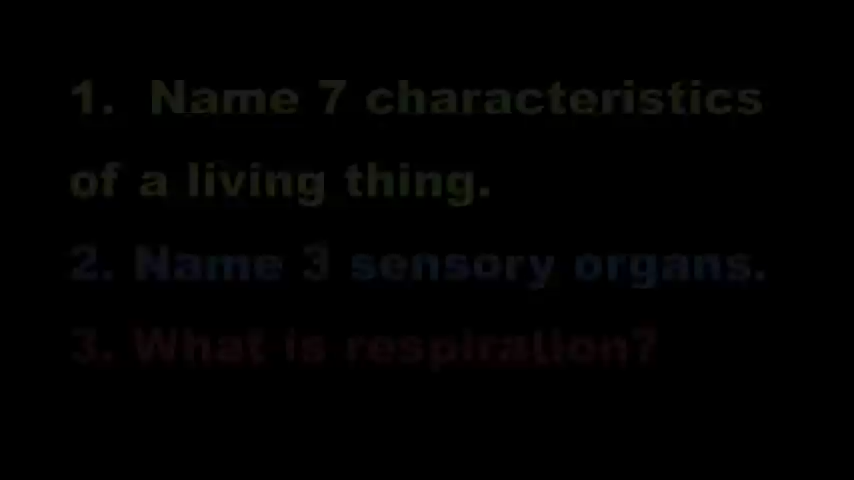 1. Name 7 characteristics
of a living thing.
2. Name 3 sensory organs.
3. What is respiration?